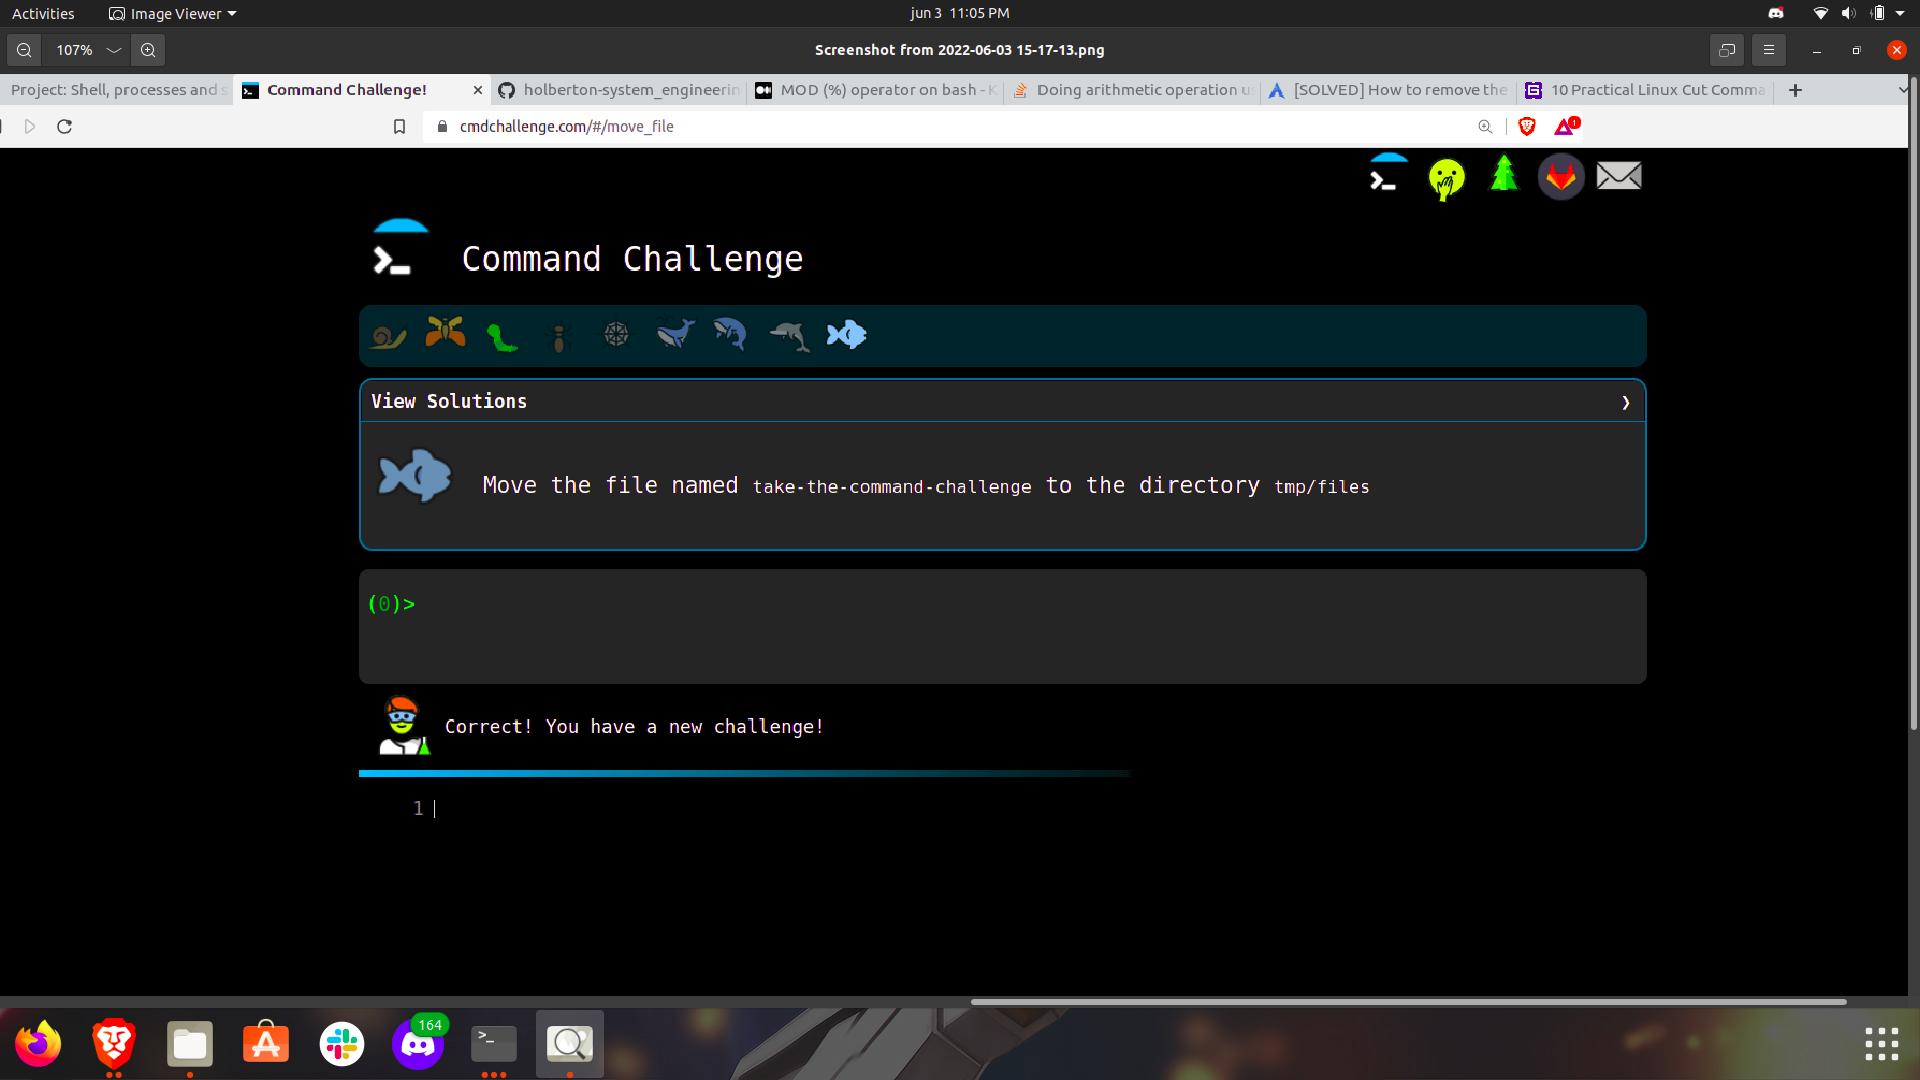 Activities
Image Viewer
jun 3 11:05 PM
107%
Screenshot from 2022-06-03 15-17-13.png
Project: Shell, processes and s
Command Challenge!
holberton-system_engineerin
MOD (%) operator on bash - K
Doing arithmetic operation u
[SOLVED] How to remove the
10 Practical Linux Cut Comma
cmdchallenge.com/#/move_file
1
Command Challenge
View Solutions
Move the file named take-the-command-challenge to the directory tmp/files
(0)>
Correct! You have a new challenge!
1
164